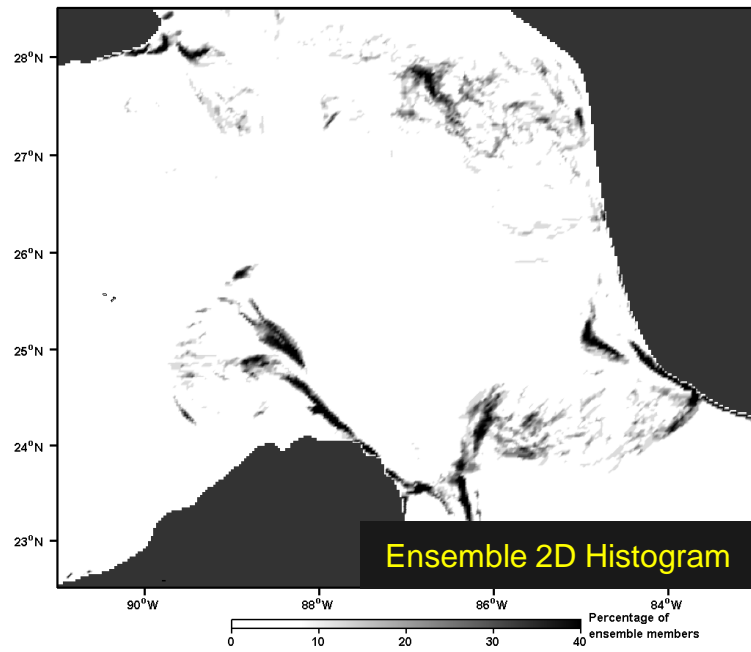 28°N
27°N
26°N
25°N
24°N
23°N
Ensemble 2D Histogram
90°W 88°W 86°W 84°W
0 10 20 30 40
Percentage of
ensemble members